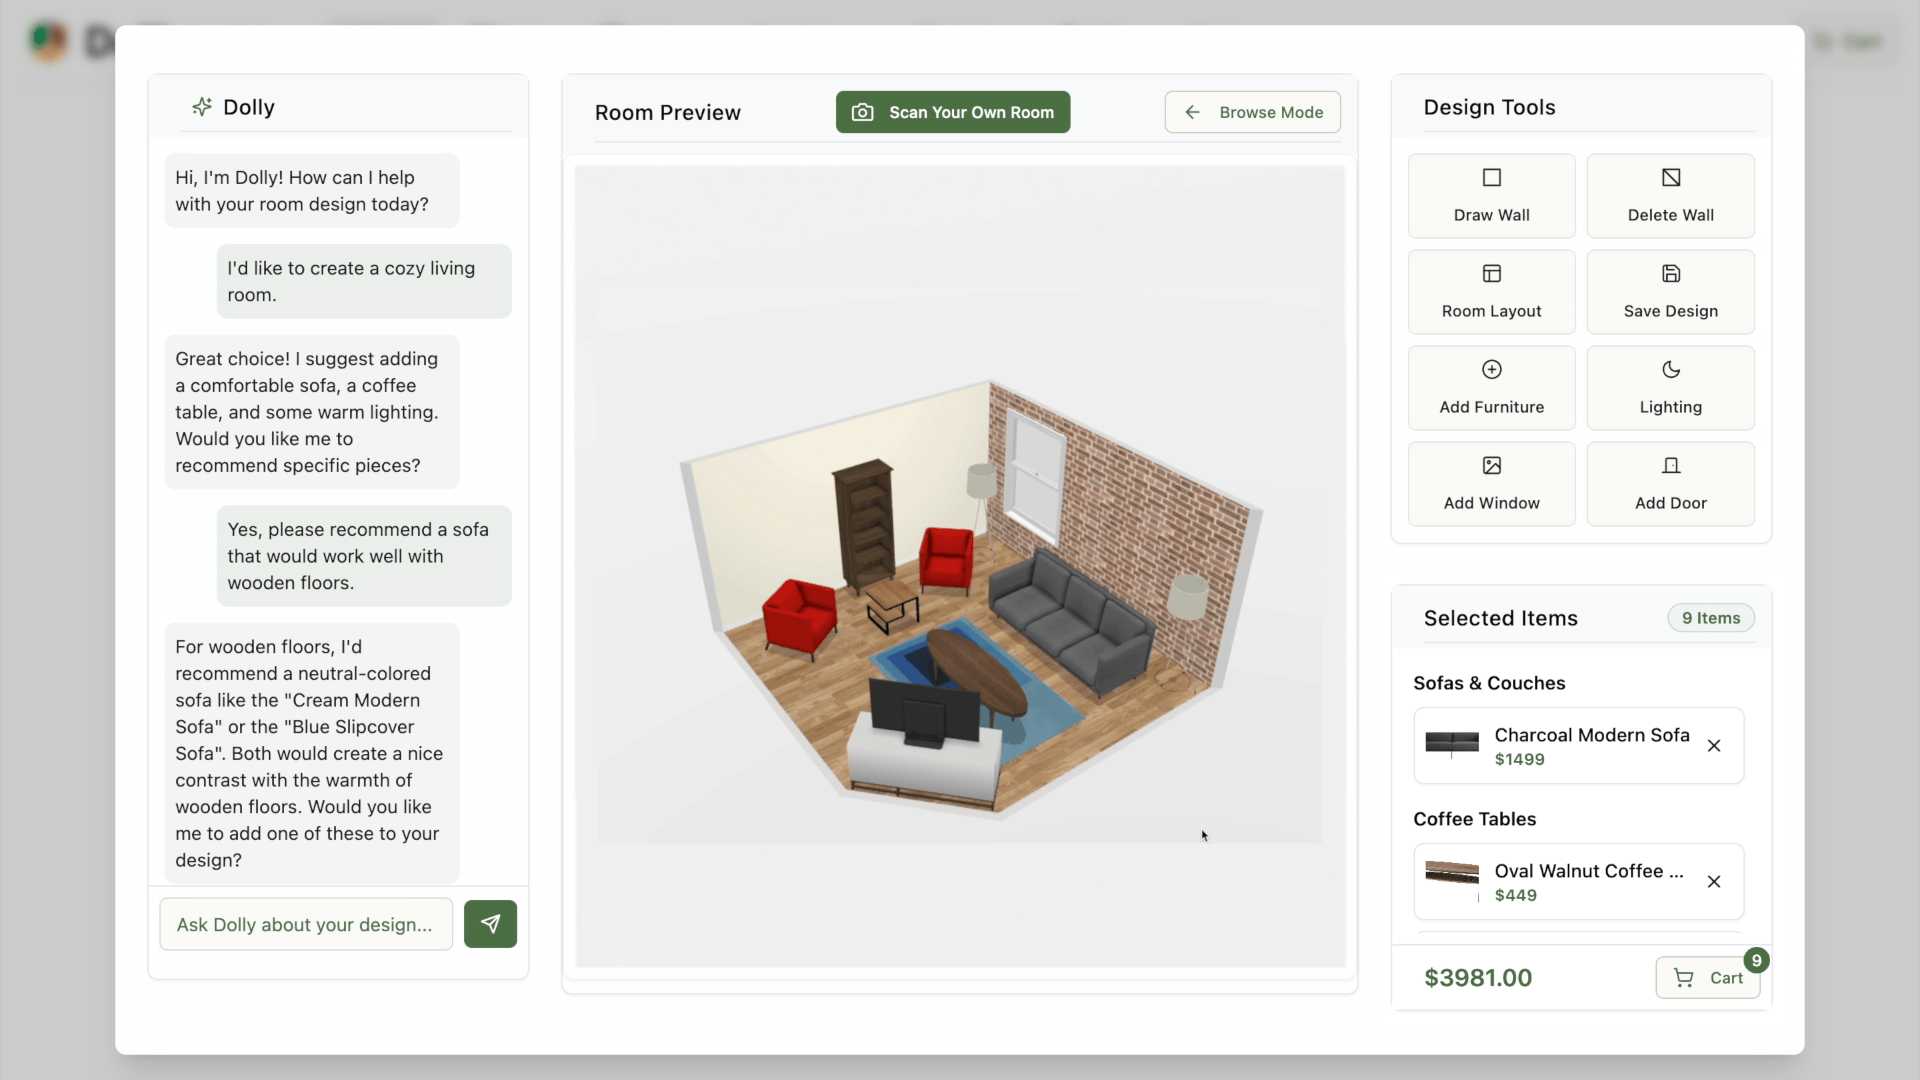 Dolly
Hi, I'm Dolly! How can I help
with your room design today?
I'd like to create a cozy living
room.
Great choice! I suggest adding
a comfortable sofa, a coffee
table, and some warm lighting.
Would you like me to
recommend specific pieces?
Yes, please recommend a sofa
that would work well with
wooden floors.
For wooden floors, I'd
recommend a neutral-colored
sofa like the "Cream Modern
Sofa" or the "Blue Slipcover
Sofa". Both would create a nice
contrast with the warmth of
wooden floors. Would you like
me to add one of these to your
design?
Ask Dolly about your design...
Room Preview
Scan Your Own Room
Browse Mode
Design Tools
Draw Wall
Delete Wall
Room Layout
Save Design
Add Furniture
Lighting
Add Window
Add Door
Selected Items
9 Items
Sofas & Couches
Charcoal Modern Sofa
$1499
Coffee Tables
Oval Walnut Coffee ...
$449
$3981.00
Cart
9